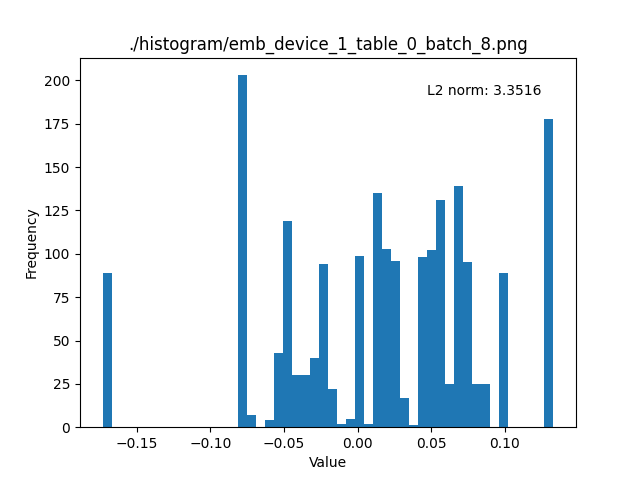 ./histogram/emb_device_1_table_0_batch_8.png
L2 norm: 3.3516
200
175
150
125
100
75
50
25
0
Frequency
−0.15 −0.10 −0.05 0.00 0.05 0.10
Value